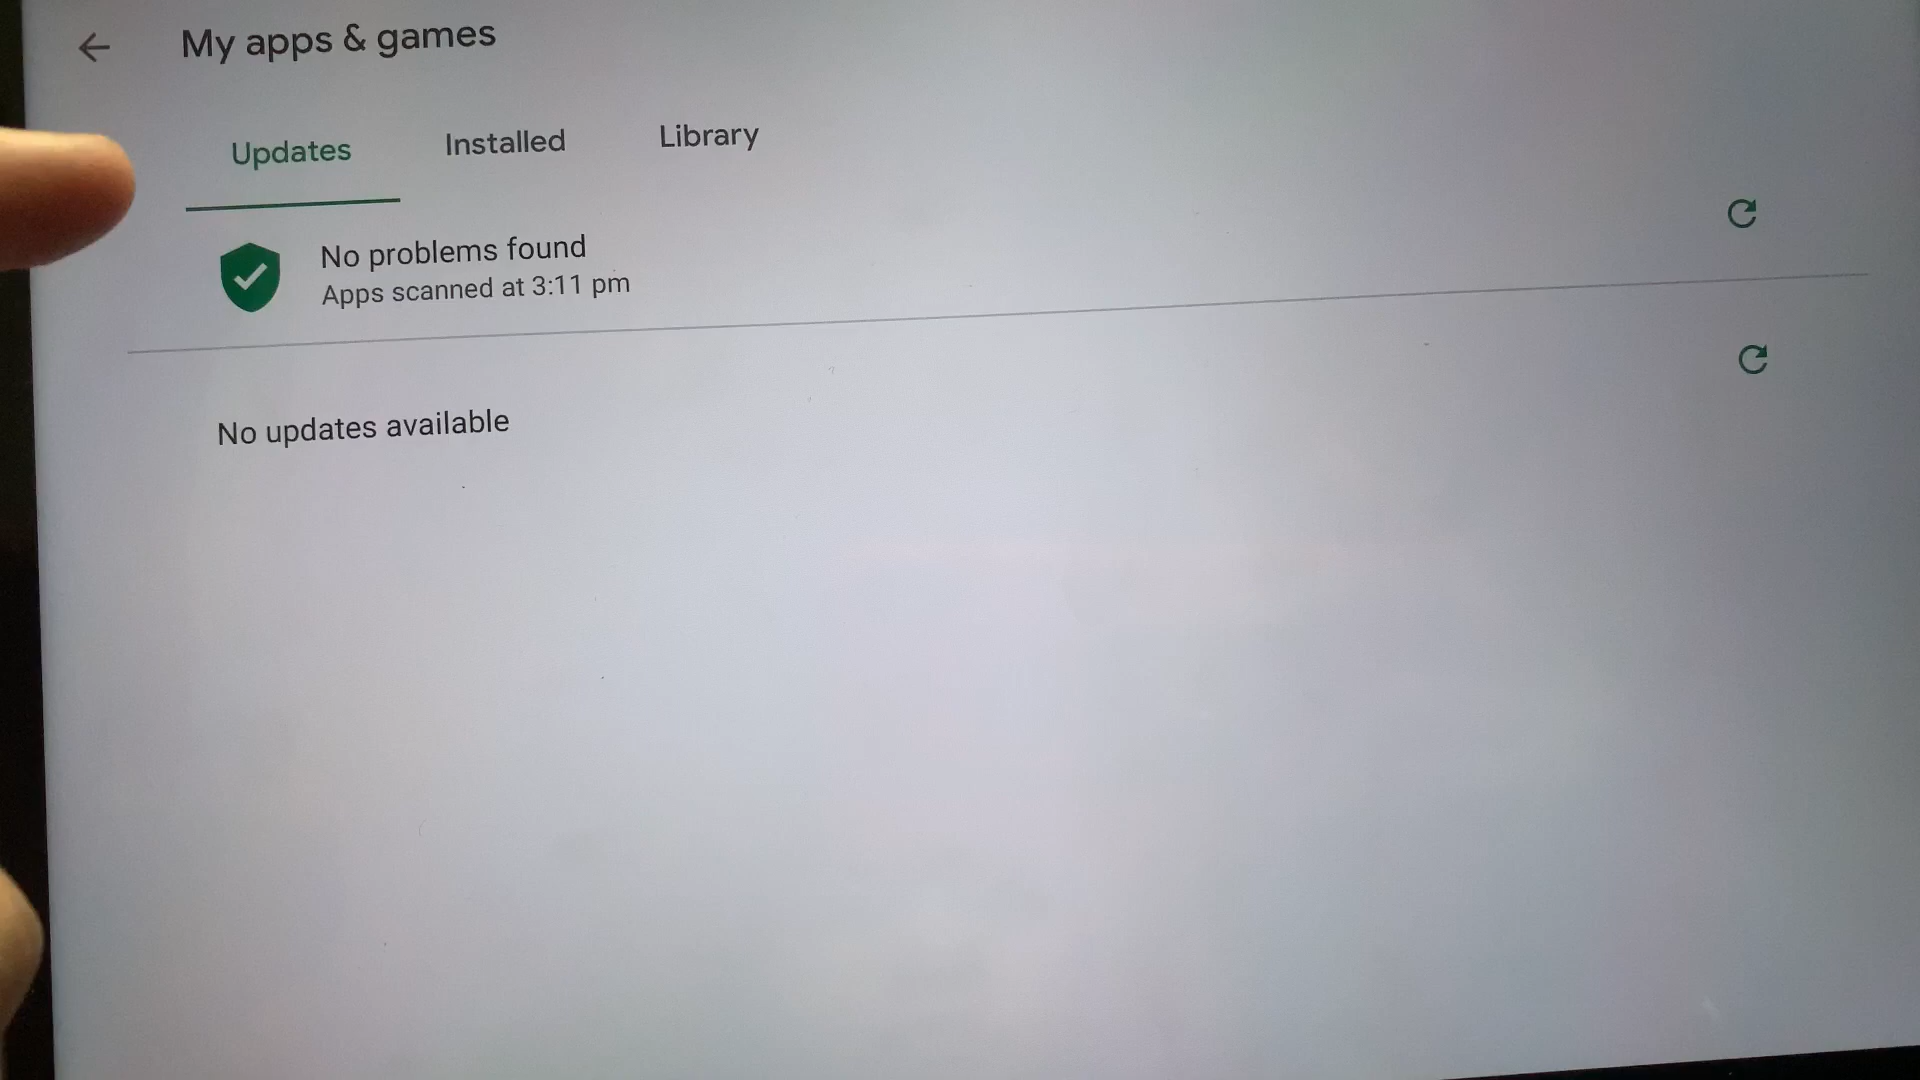 My apps & games
Updates Installed Library
No problems found
Apps scanned at 3:11 pm
No updates available